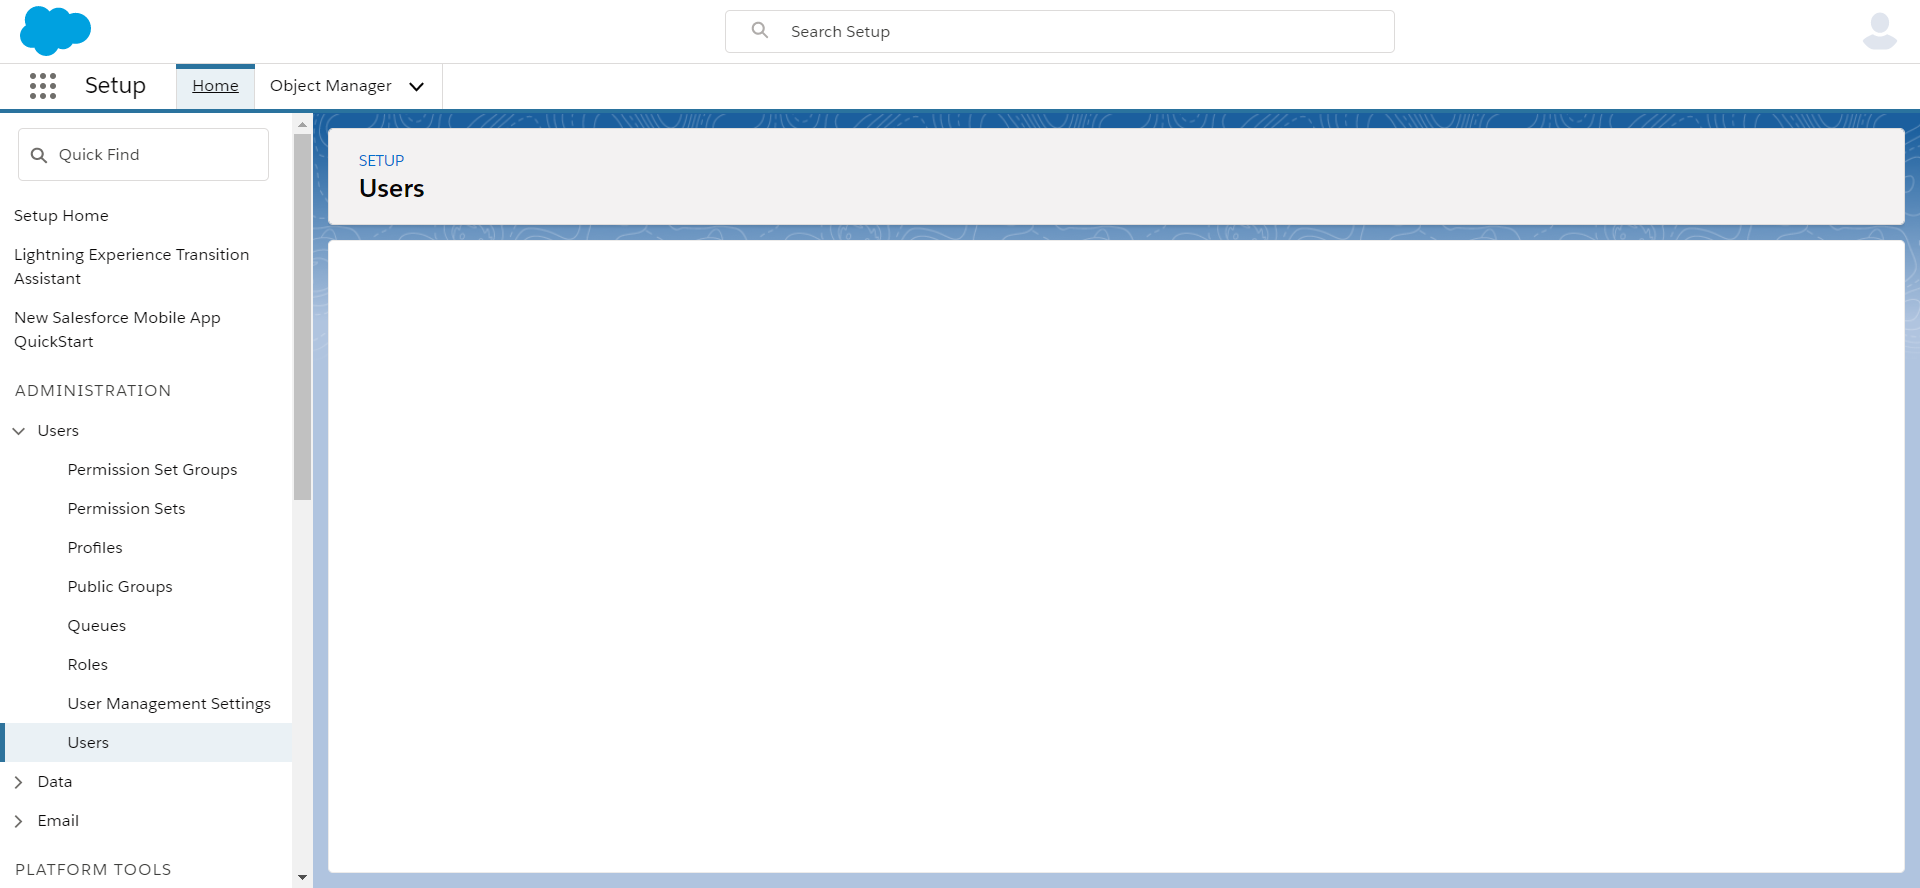 Search Setup
Setup
Home
Object Manager
Quick Find
Setup Home
Lightning Experience Transition
Assistant
New Salesforce Mobile App
QuickStart
ADMINISTRATION
Users
Permission Set Groups
Permission Sets
Profiles
Public Groups
Queues
Roles
User Management Settings
Users
Data
Email
PLATFORM TOOLS
SETUP
Users